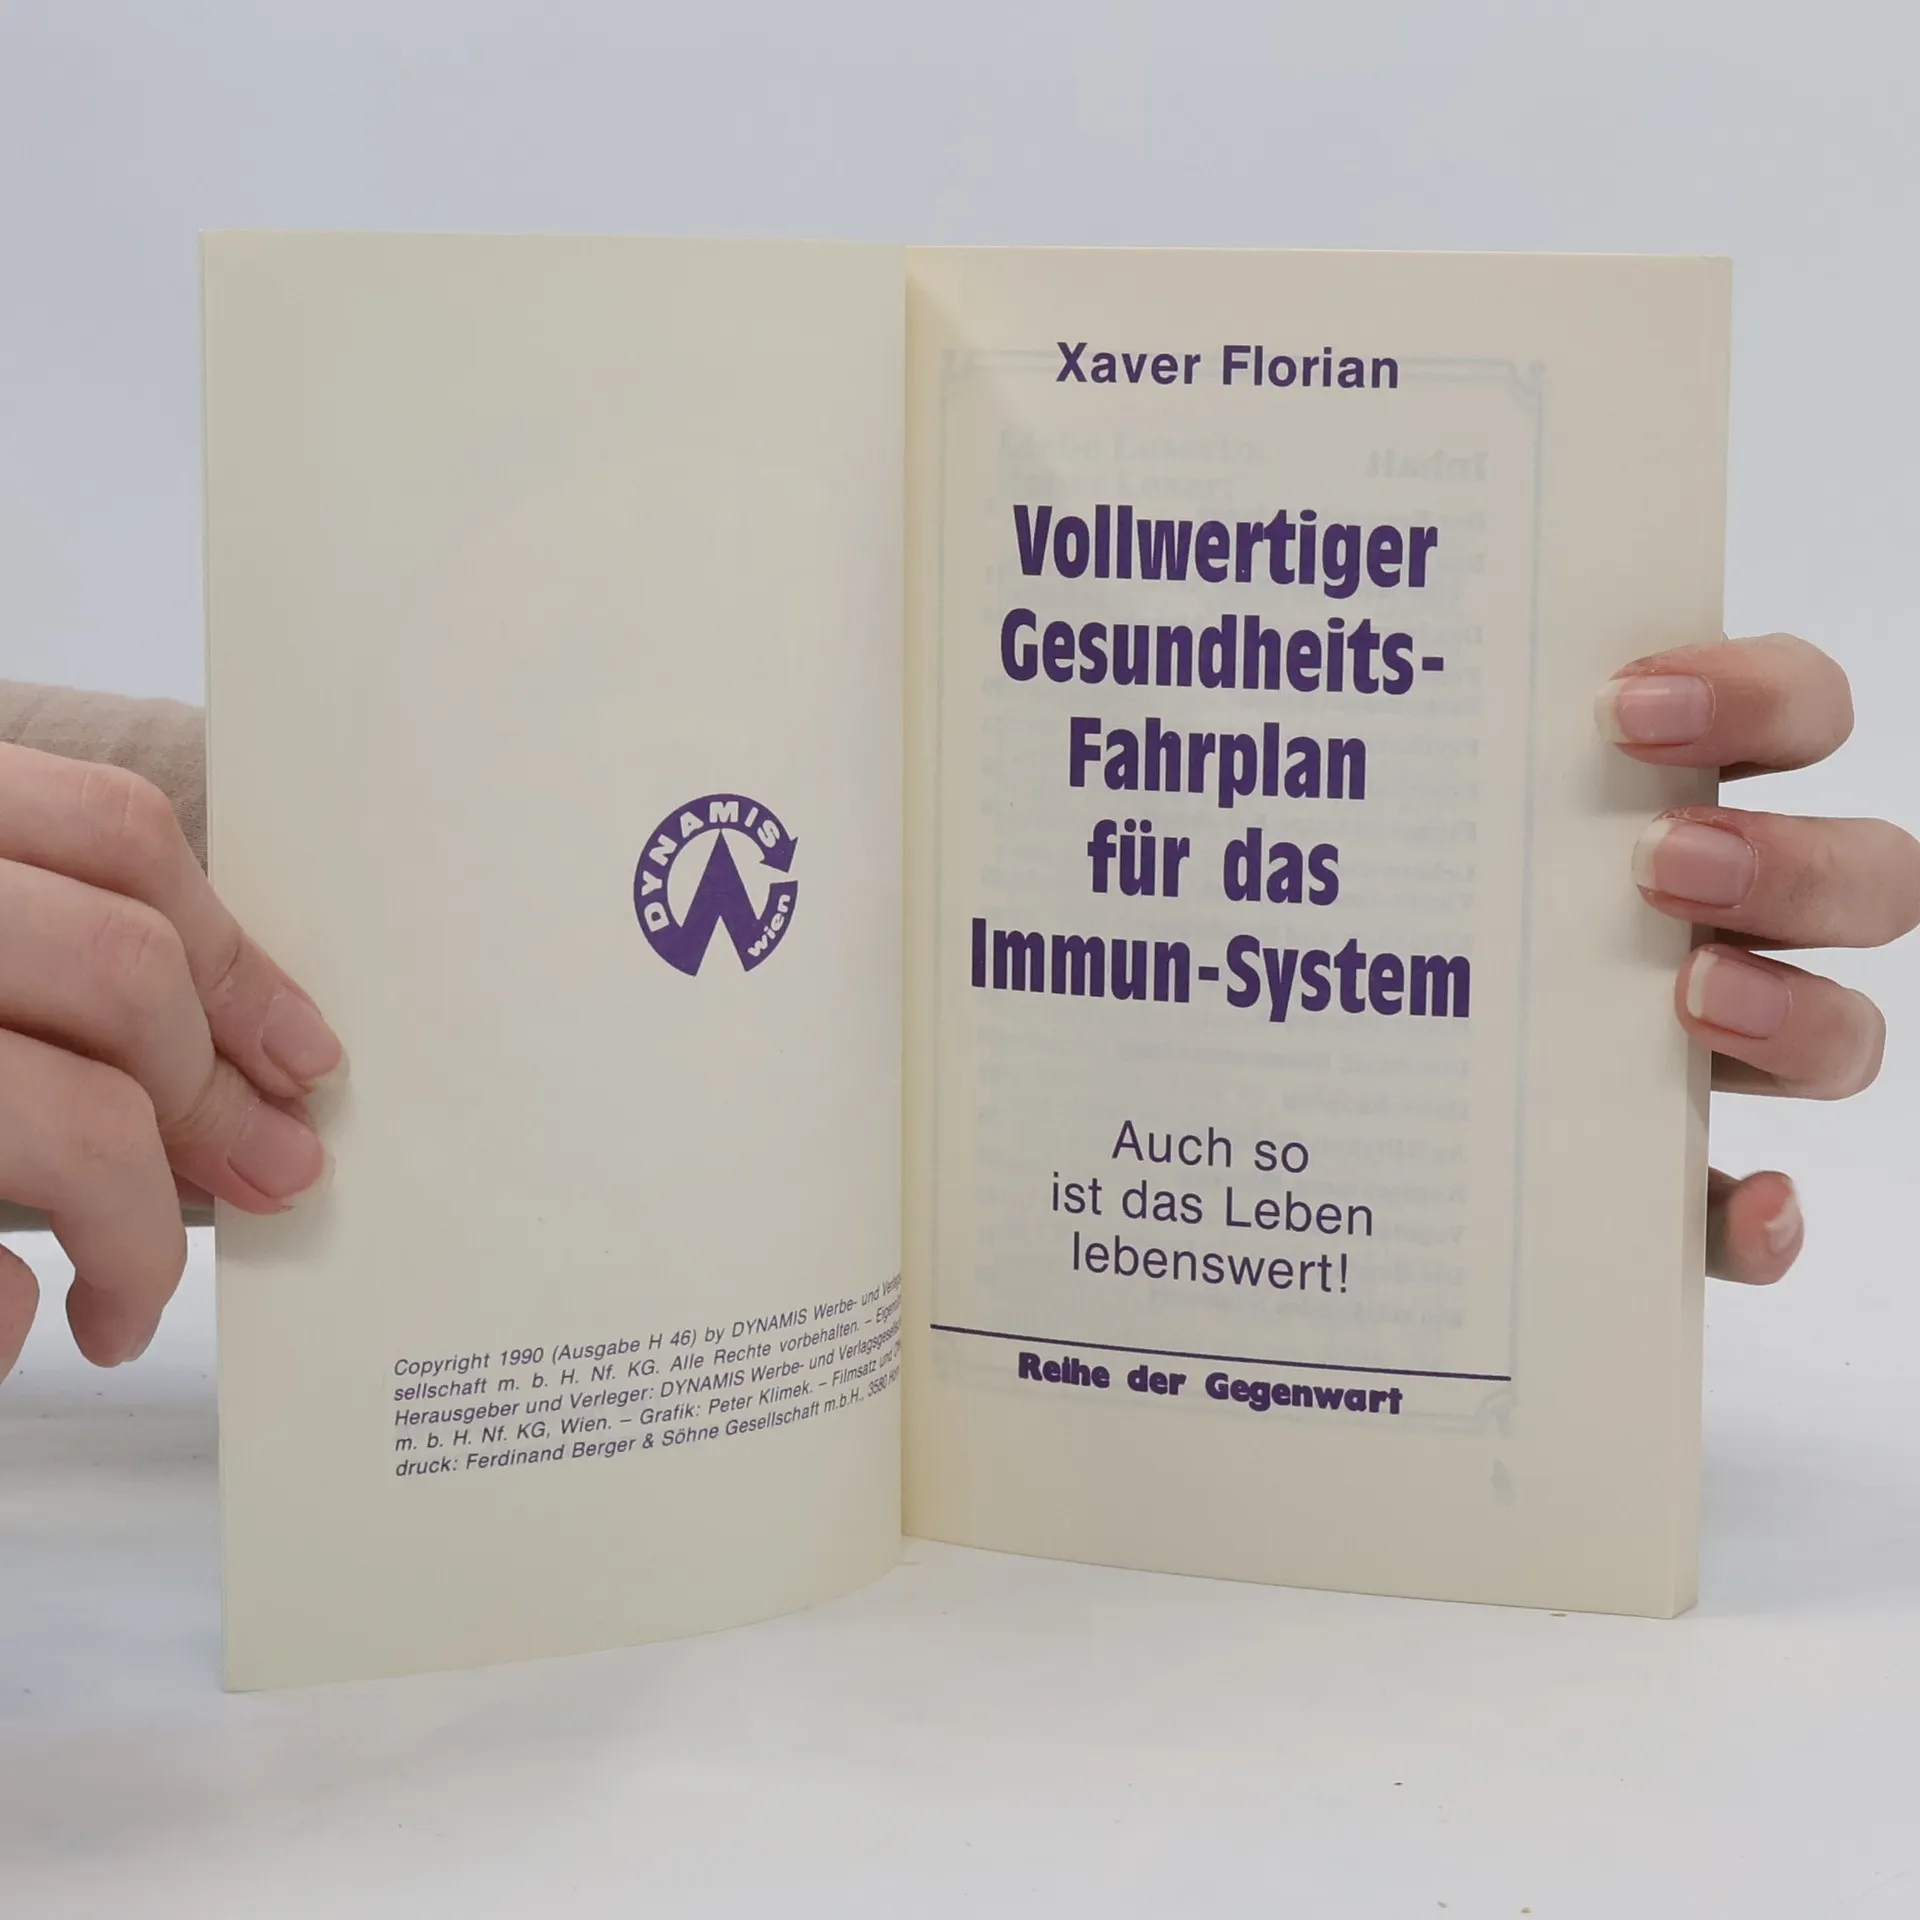 DYNAMIS
wien
Copyright 1990 (Ausgabe H 46) by DYNAMIS Werbe- und
sellschaft m. b. H. Nf. KG. Alle Rechte vorbehalten. –
Herausgeber und Verleger: DYNAMIS Werbe- und
m. b. H. Nf. KG, Wien. – Grafik: Peter Klimek. – Filmsatz und
druck: Ferdinand Berger & Söhne Gesellschaft m.b.H., 3580
Xaver Florian
Vollwertiger
Gesundheits-
Fahrplan
für das
Immun-System
Auch so
ist das Leben
lebenswert!
Reihe der Gegenwart